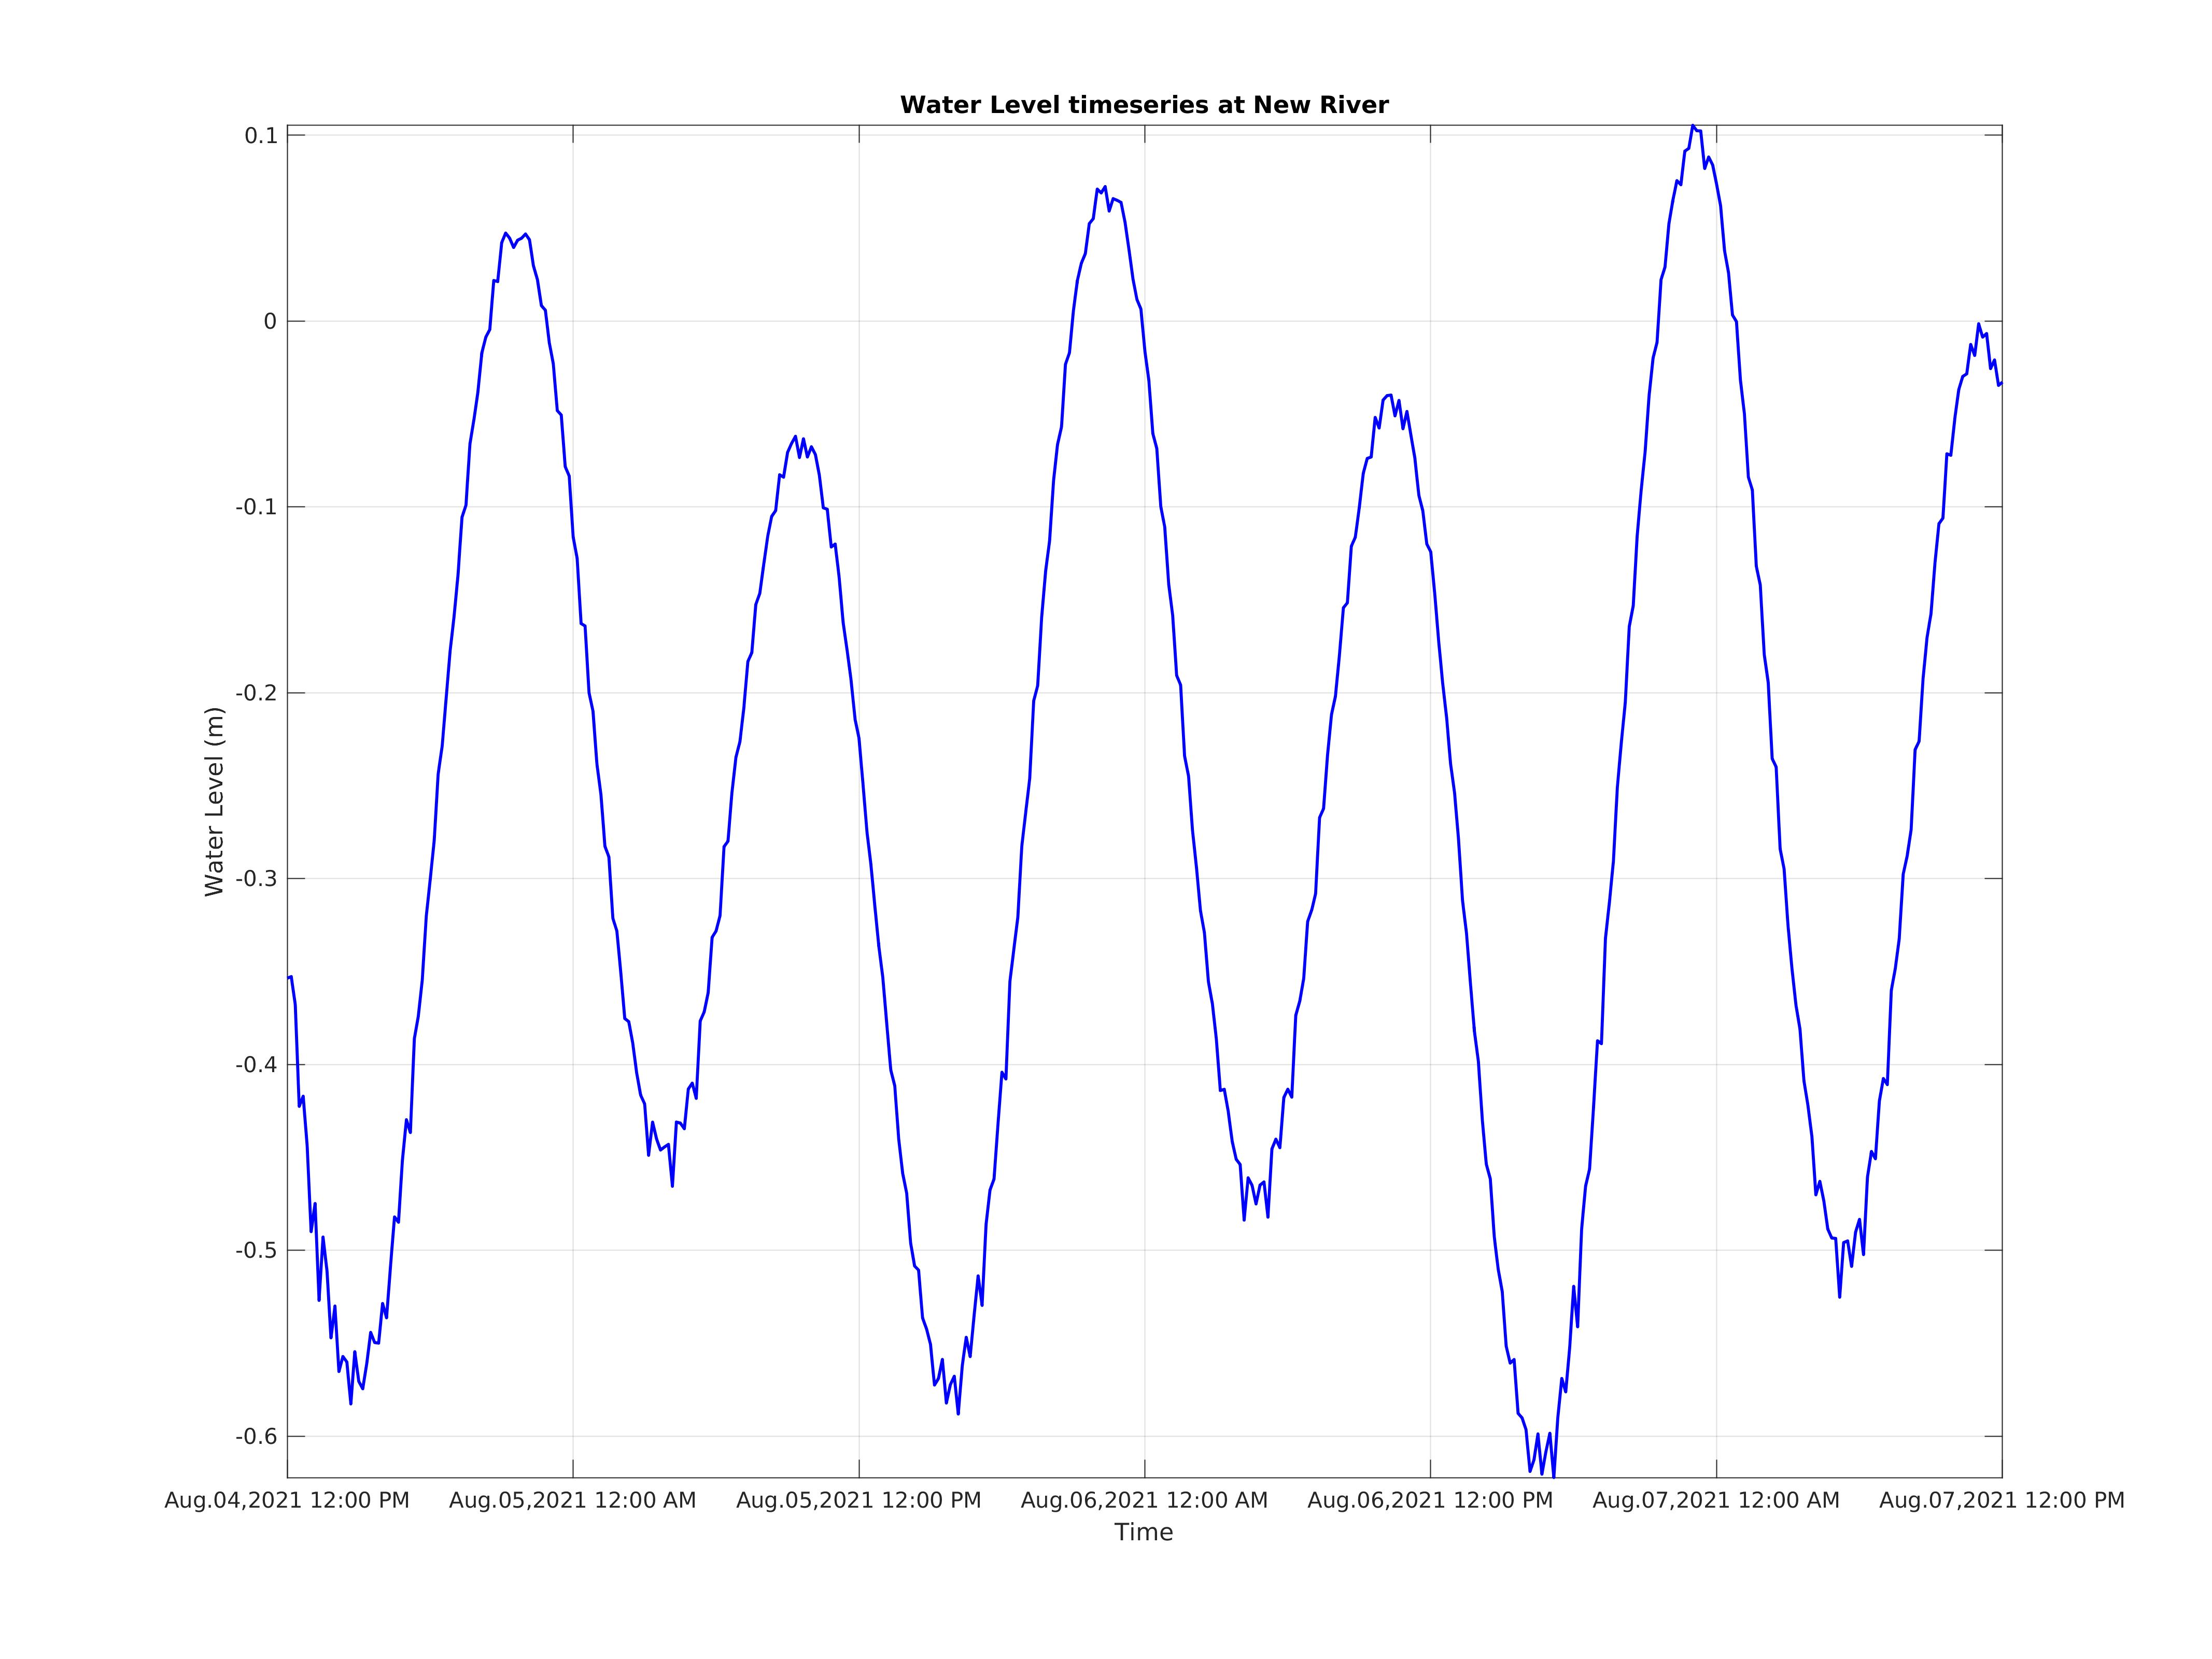 Water Level timeseries at New River
0.1
0
-0.1
-0.2
-0.3
-0.4
-0.5
-0.6
Water Level (m)
Aug.04,2021 12:00 PM Aug.05,2021 12:00 AM Aug.05,2021 12:00 PM Aug.06,2021 12:00 AM Aug.06,2021 12:00 PM Aug.07,2021 12:00 AM Aug.07,2021 12:00 PM
Time